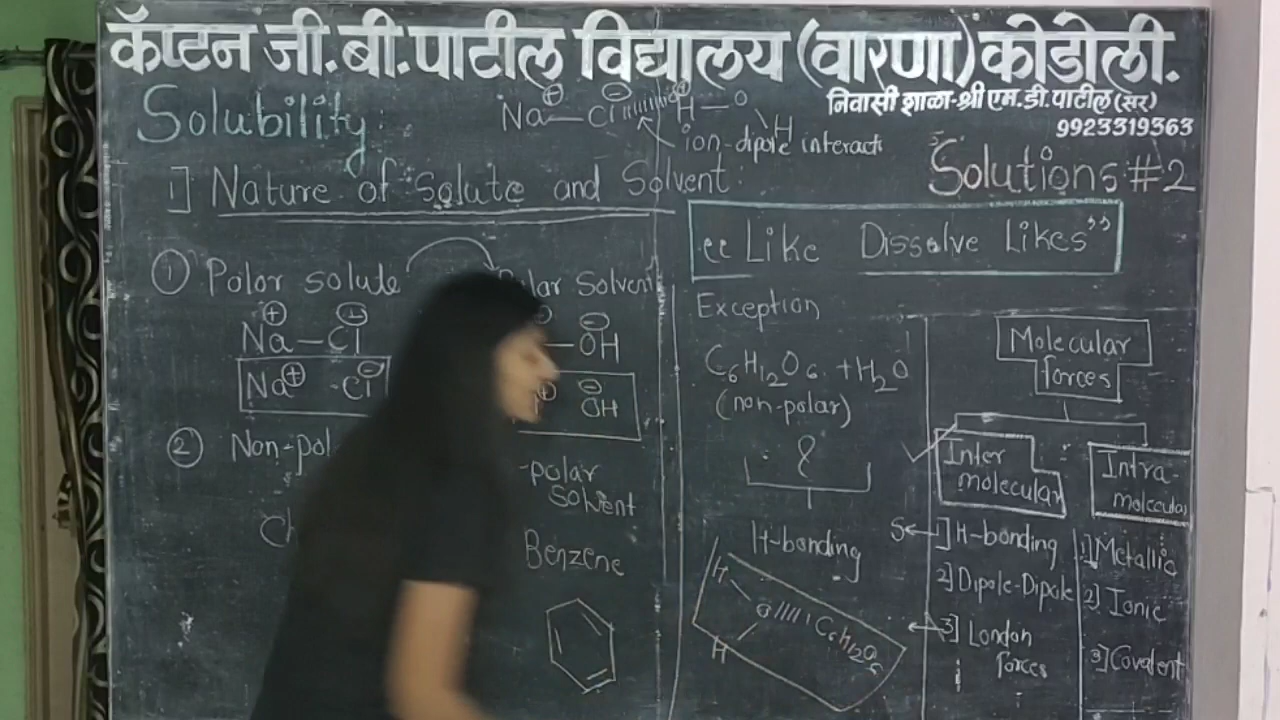 कॅप्टन जी.बी.पाटील विद्यालय (वारणा) कोडोली.
निवासी शाळा-श्री एम.डी.पाटील (सर)
9923319363
Solubility:
Na⊕—Cl⊖ H⊕—O
H
ion-dipole interact
Solutions #2
1] Nature of Solute and Solvent:
"Like Dissolve Likes"
① Polar solute Solvent
Na⊕—Cl
—OH⊖
Na⊕ Cl⊖
OH⊖
② Non-pol
-polar
Solvent
Benzene
Exception
C₆H₁₂O₆ + H₂O
(non-polar)
H-bonding
H
O C₆H₁₂O₆
H
Molecular
forces
Inter
molecular
S ← 1] H-bonding
2] Dipole-Dipole
3] London
forces
Intra-
molecular
1] Metallic
2] Ionic
3] Covalent